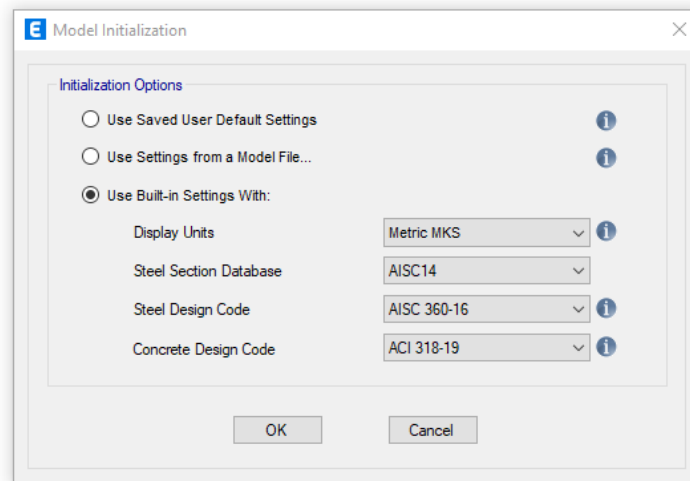 E Model Initialization
Initialization Options
Use Saved User Default Settings
Use Settings from a Model File...
Use Built-in Settings With:
Display Units Metric MKS
Steel Section Database AISC14
Steel Design Code AISC 360-16
Concrete Design Code ACI 318-19
OK Cancel